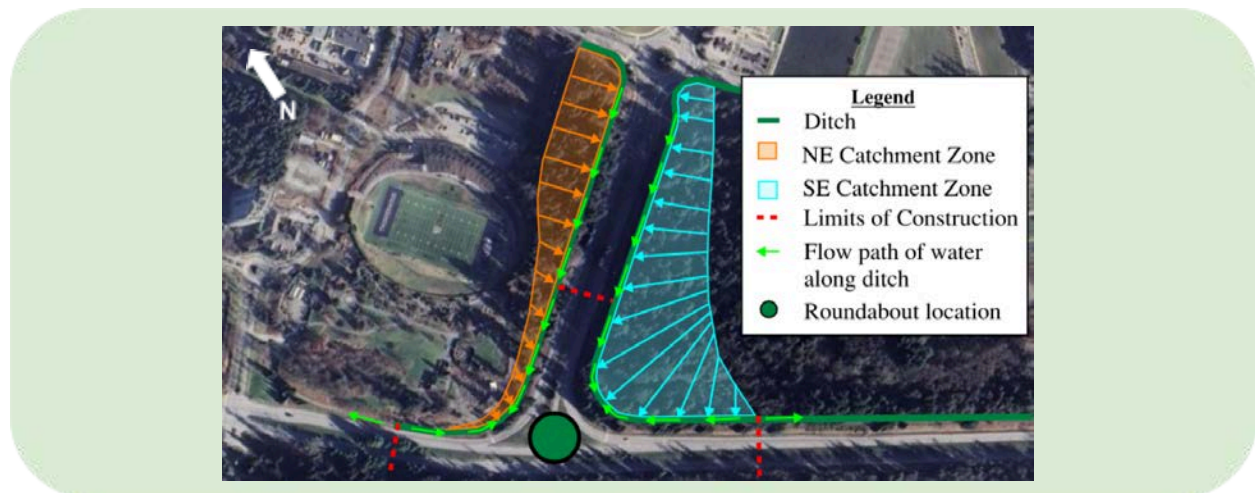 N
Legend
Ditch
NE Catchment Zone
SE Catchment Zone
Limits of Construction
Flow path of water
along ditch
Roundabout location